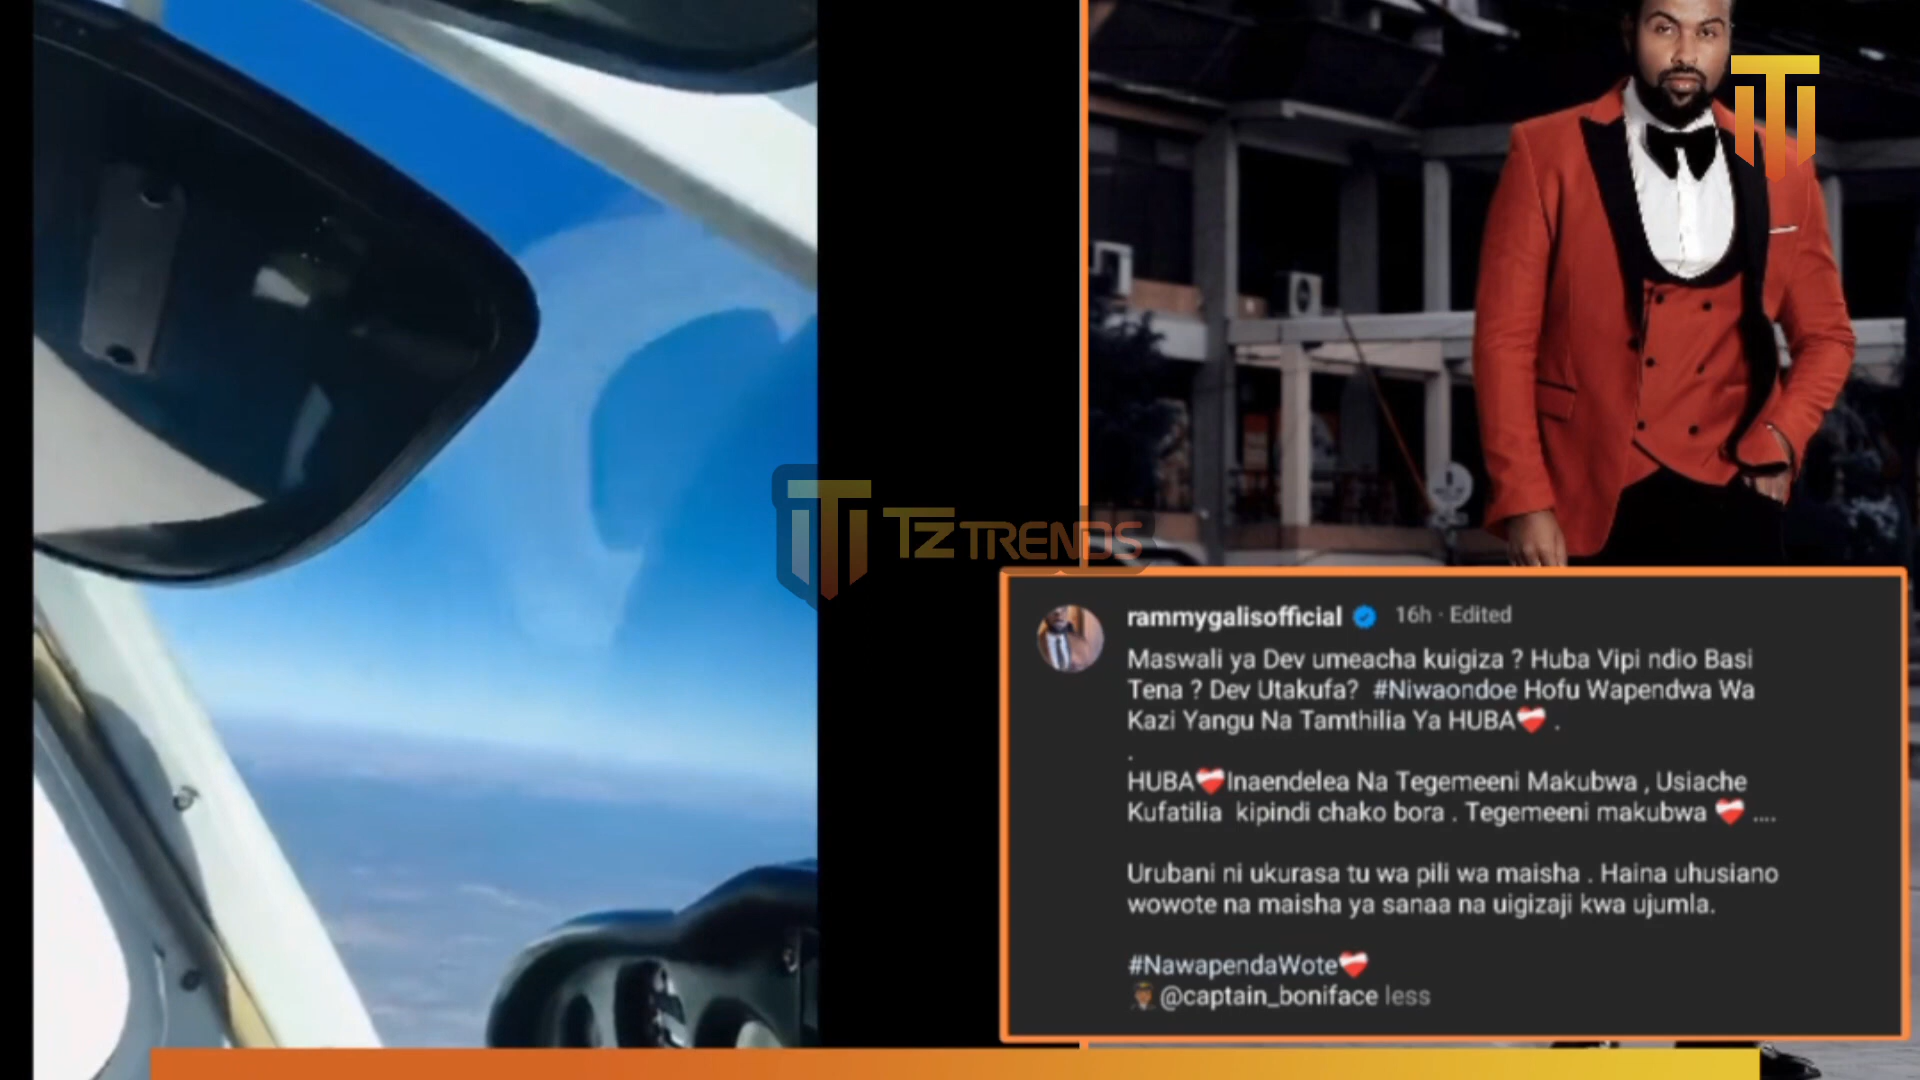 TZ TRENDS
rammygalisofficial 16h · Edited
Maswali ya Dev umeacha kuigiza ? Huba Vipi ndio Basi
Tena ? Dev Utakufa? #Niwaondoe Hofu Wapendwa Wa
Kazi Yangu Na Tamthilia Ya HUBA❤️‍🩹 .
.
HUBA❤️‍🩹Inaendelea Na Tegemeeni Makubwa , Usiache
Kufatilia kipindi chako bora . Tegemeeni makubwa ❤️‍🩹 ....
Urubani ni ukurasa tu wa pili wa maisha . Haina uhusiano
wowote na maisha ya sanaa na uigizaji kwa ujumla.
#NawapendaWote❤️‍🩹
👨🏽‍✈️@captain_boniface less